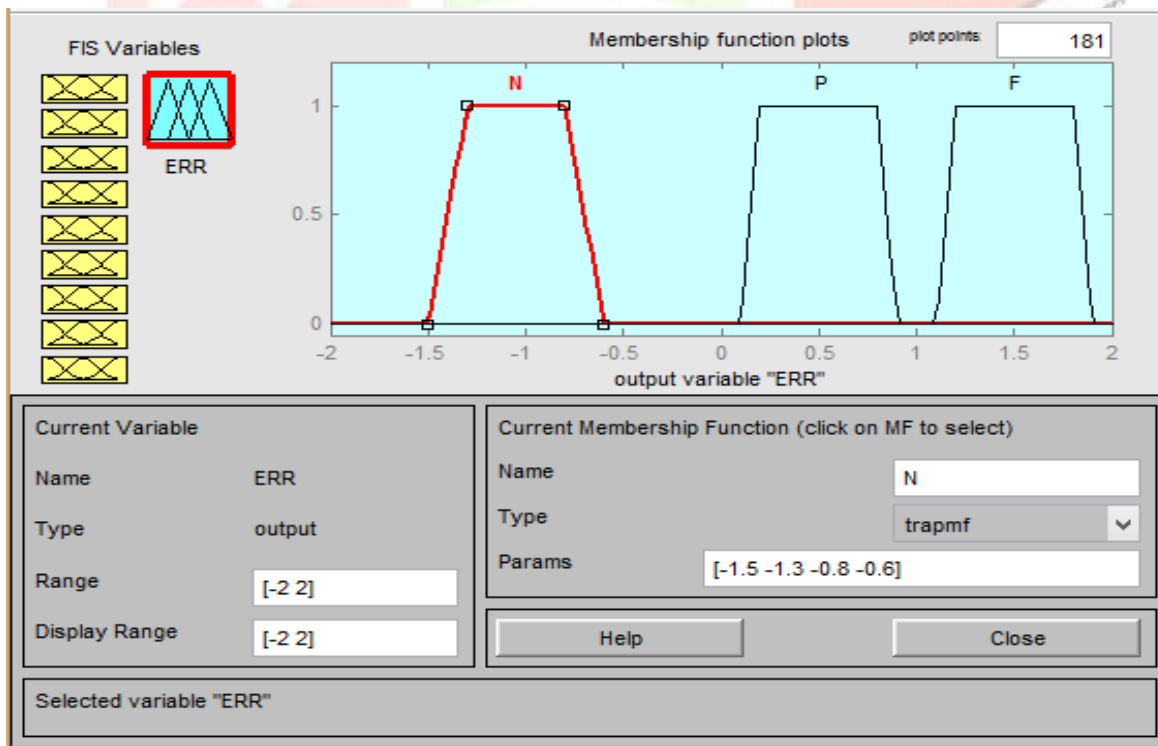 FIS Variables
Membership function plots
plot points:
181
ERR
N
P
F
1
0.5
0
-2
-1.5
-1
-0.5
0
0.5
1
1.5
2
output variable "ERR"
Current Variable
Name
ERR
Type
output
Range
[-2 2]
Display Range
[-2 2]
Current Membership Function (click on MF to select)
Name
N
Type
trapmf
Params
[-1.5 -1.3 -0.8 -0.6]
Help
Close
Selected variable "ERR"